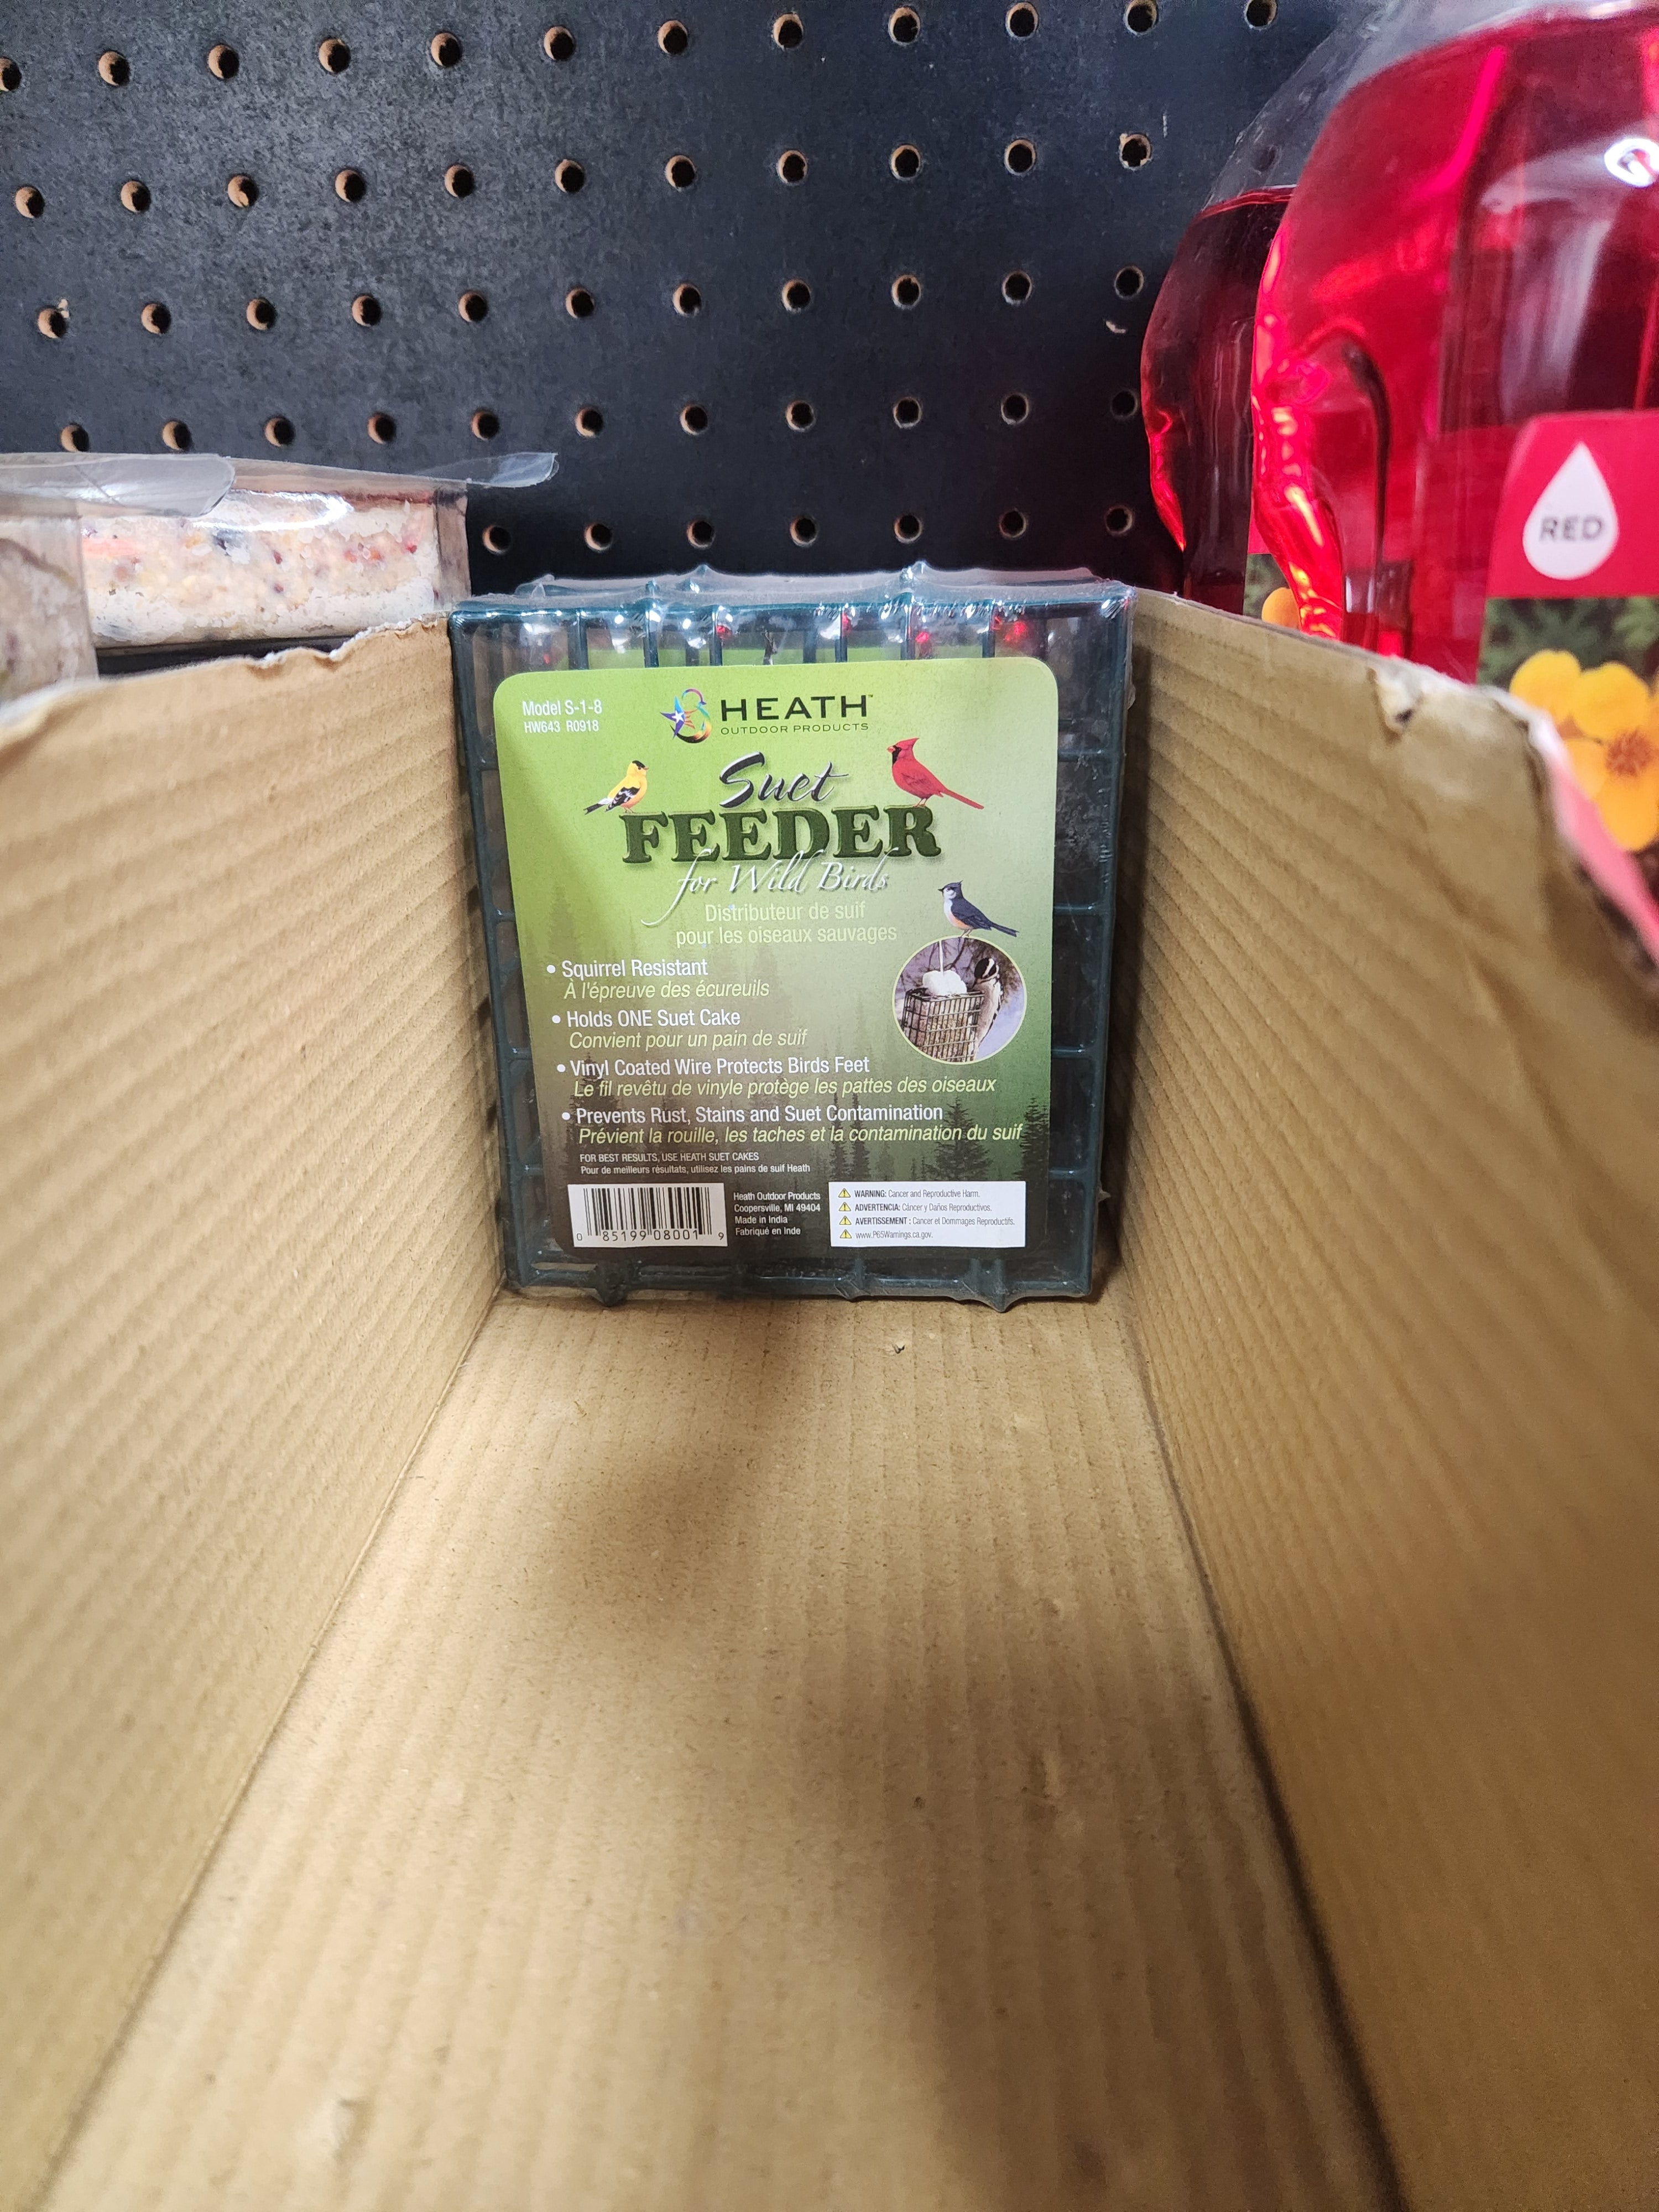 RED
Model S-1-8
HW643 R0918
HEATH™
OUTDOOR PRODUCTS
Suet
FEEDER
for Wild Birds
Distributeur de suif
pour les oiseaux sauvages
• Squirrel Resistant
À l'épreuve des écureuils
• Holds ONE Suet Cake
Convient pour un pain de suif
• Vinyl Coated Wire Protects Birds Feet
Le fil revêtu de vinyle protège les pattes des oiseaux
• Prevents Rust, Stains and Suet Contamination
Prévient la rouille, les taches et la contamination du suif
FOR BEST RESULTS, USE HEATH SUET CAKES
Pour de meilleurs résultats, utilisez les pains de suif Heath
0 85199 08001 9
Heath Outdoor Products
Coopersville, MI 49404
Made in India
Fabriqué en Inde
WARNING: Cancer and Reproductive Harm.
ADVERTENCIA: Cáncer y Daños Reproductivos.
AVERTISSEMENT : Cancer et Dommages Reproductifs.
www.P65Warnings.ca.gov.